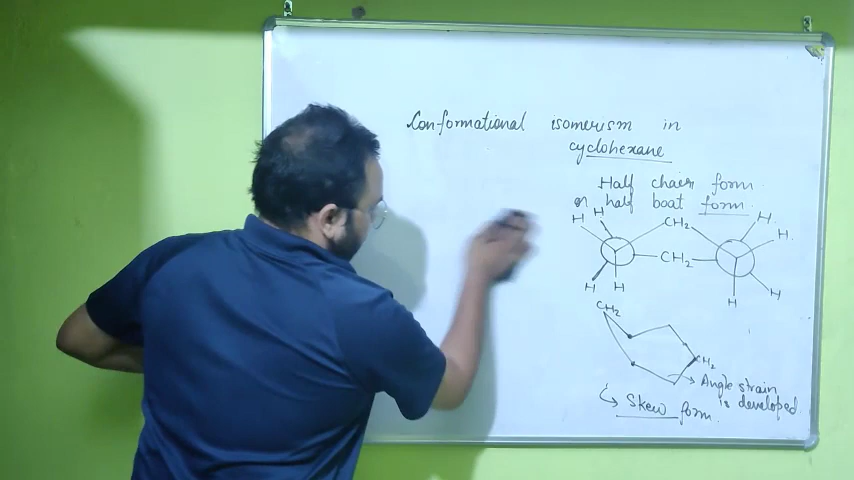 Conformational isomerism in
cyclohexane
Half chair form
or half boat form
H H CH2 H
H
CH2
H H H H
CH2
CH2
Angle strain
is developed
Skew form